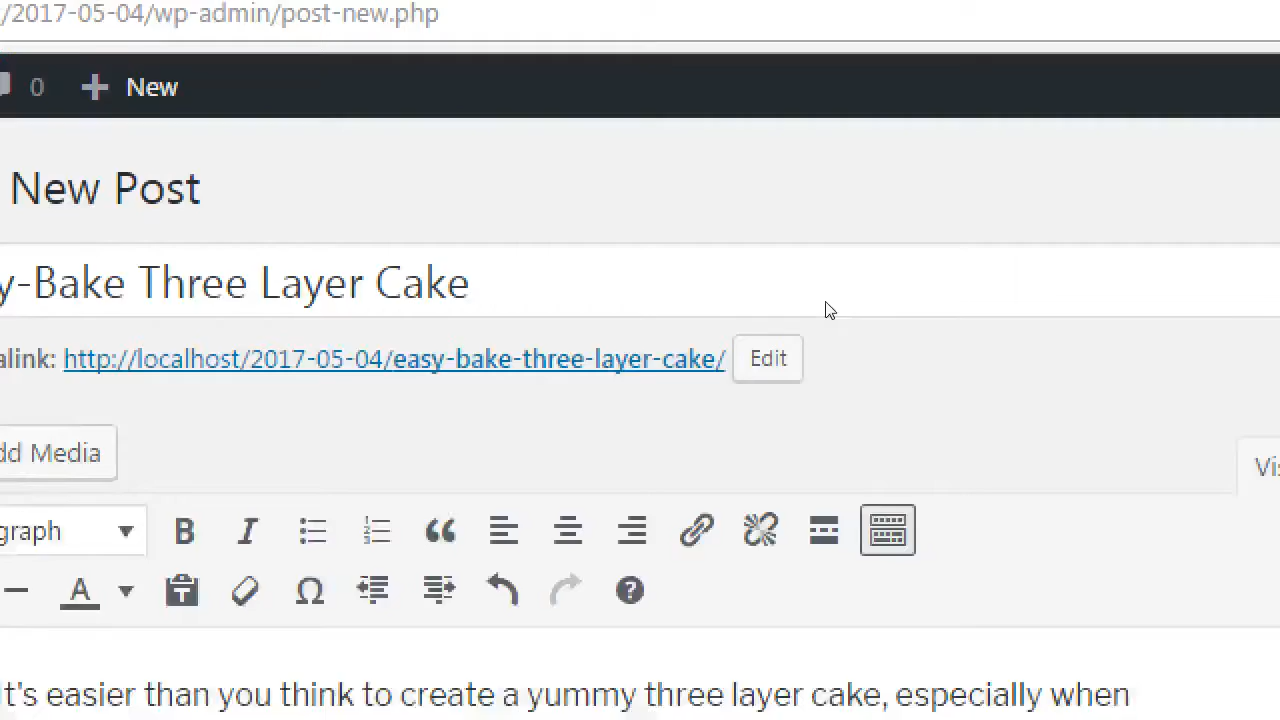 /2017-05-04/wp-admin/post-new.php
0 New
New Post
y-Bake Three Layer Cake
alink: http://localhost/2017-05-04/easy-bake-three-layer-cake/ Edit
dd Media
Vis
graph B I
A T Ω ?
It's easier than you think to create a yummy three layer cake, especially when